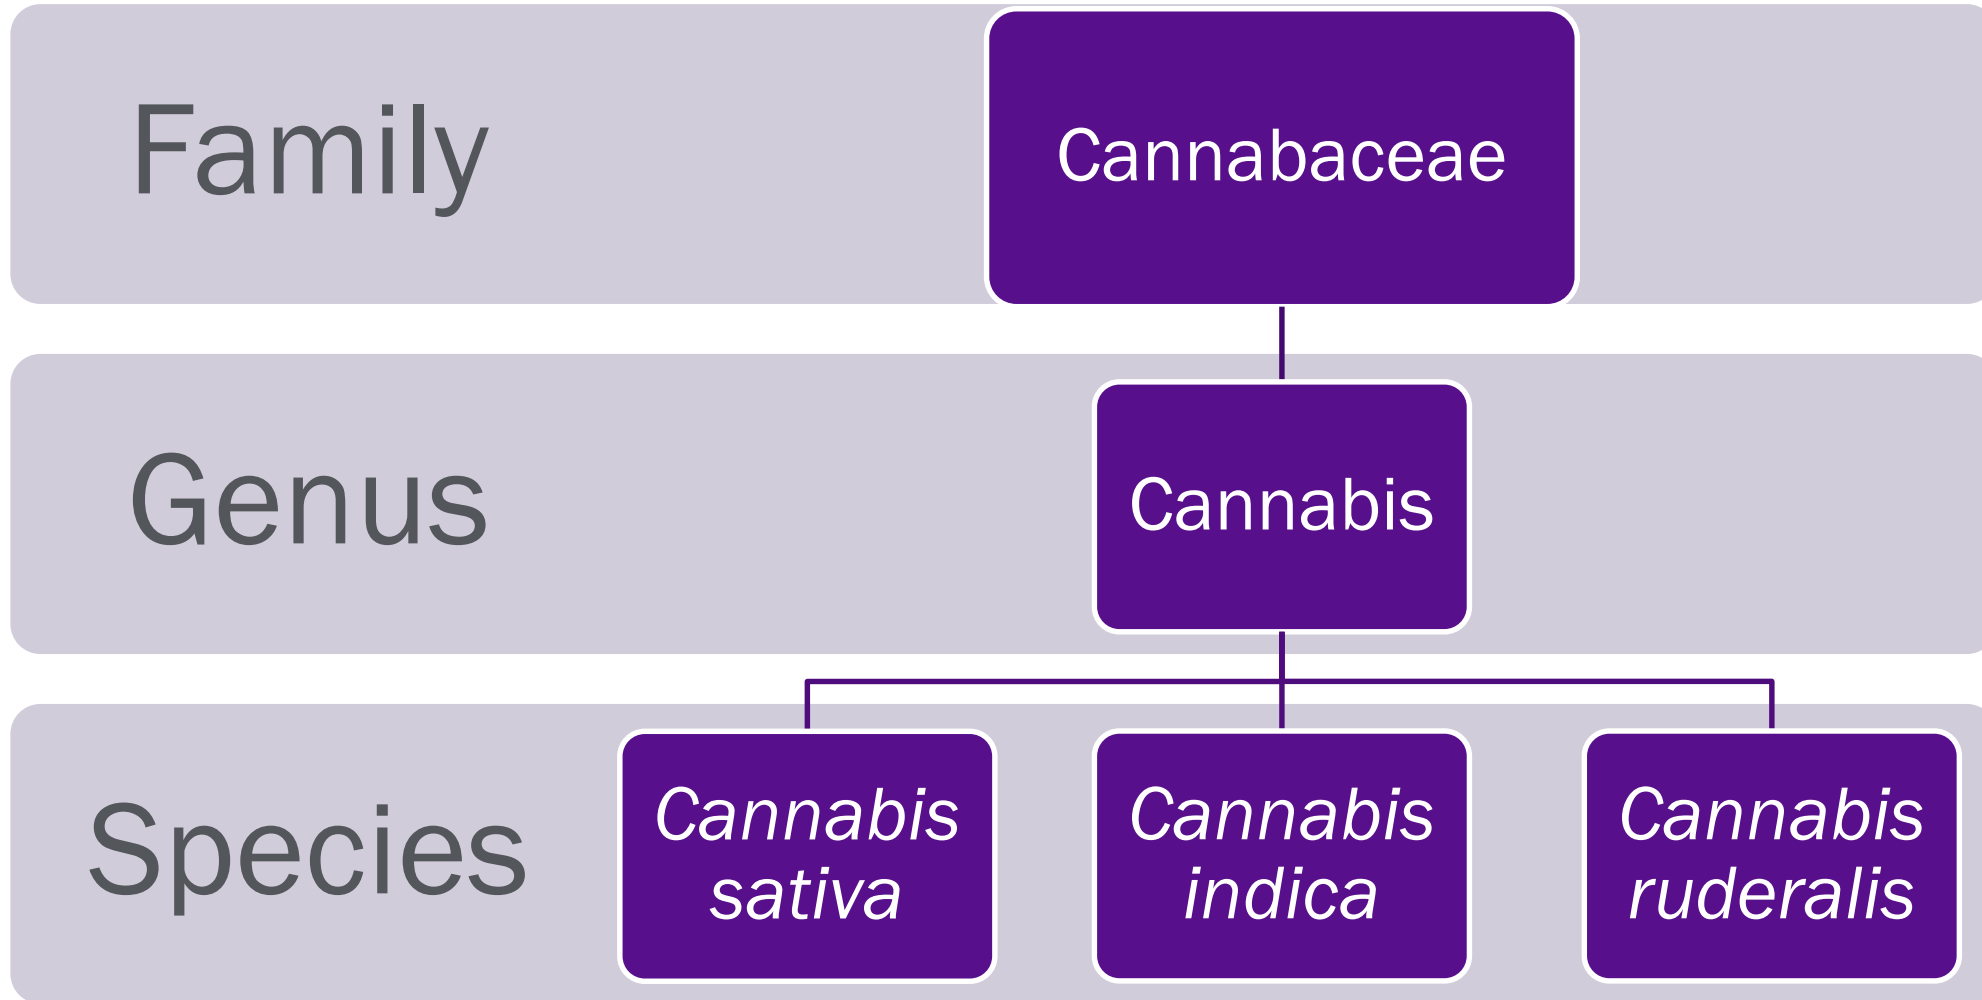 Family
Cannabaceae
Genus
Cannabis
Species
Cannabis
sativa
Cannabis
indica
Cannabis
ruderalis